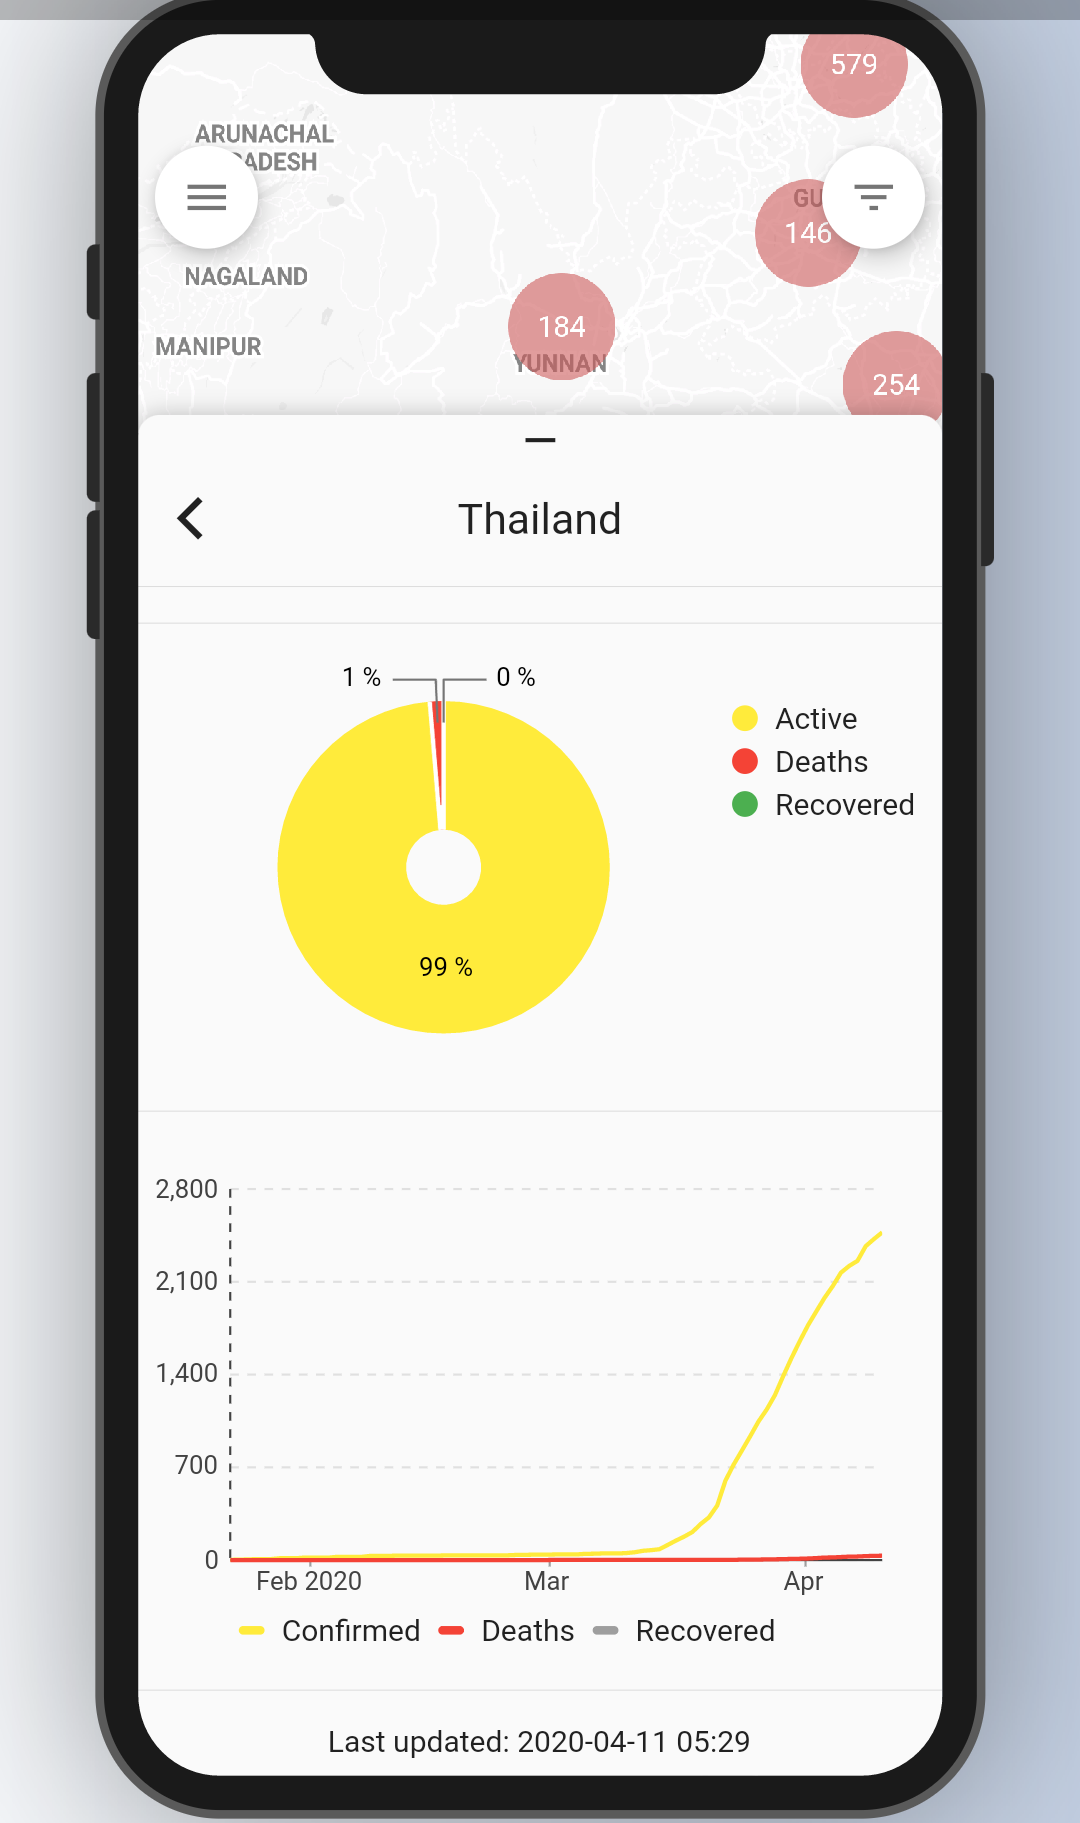 579
ARUNACHAL
ADESH
GU
146
NAGALAND
184
MANIPUR
YUNNAN
254
Thailand
1 %
0 %
Active
Deaths
Recovered
99 %
2,800
2,100
1,400
700
0
Feb 2020 Mar Apr
Confirmed Deaths Recovered
Last updated: 2020-04-11 05:29